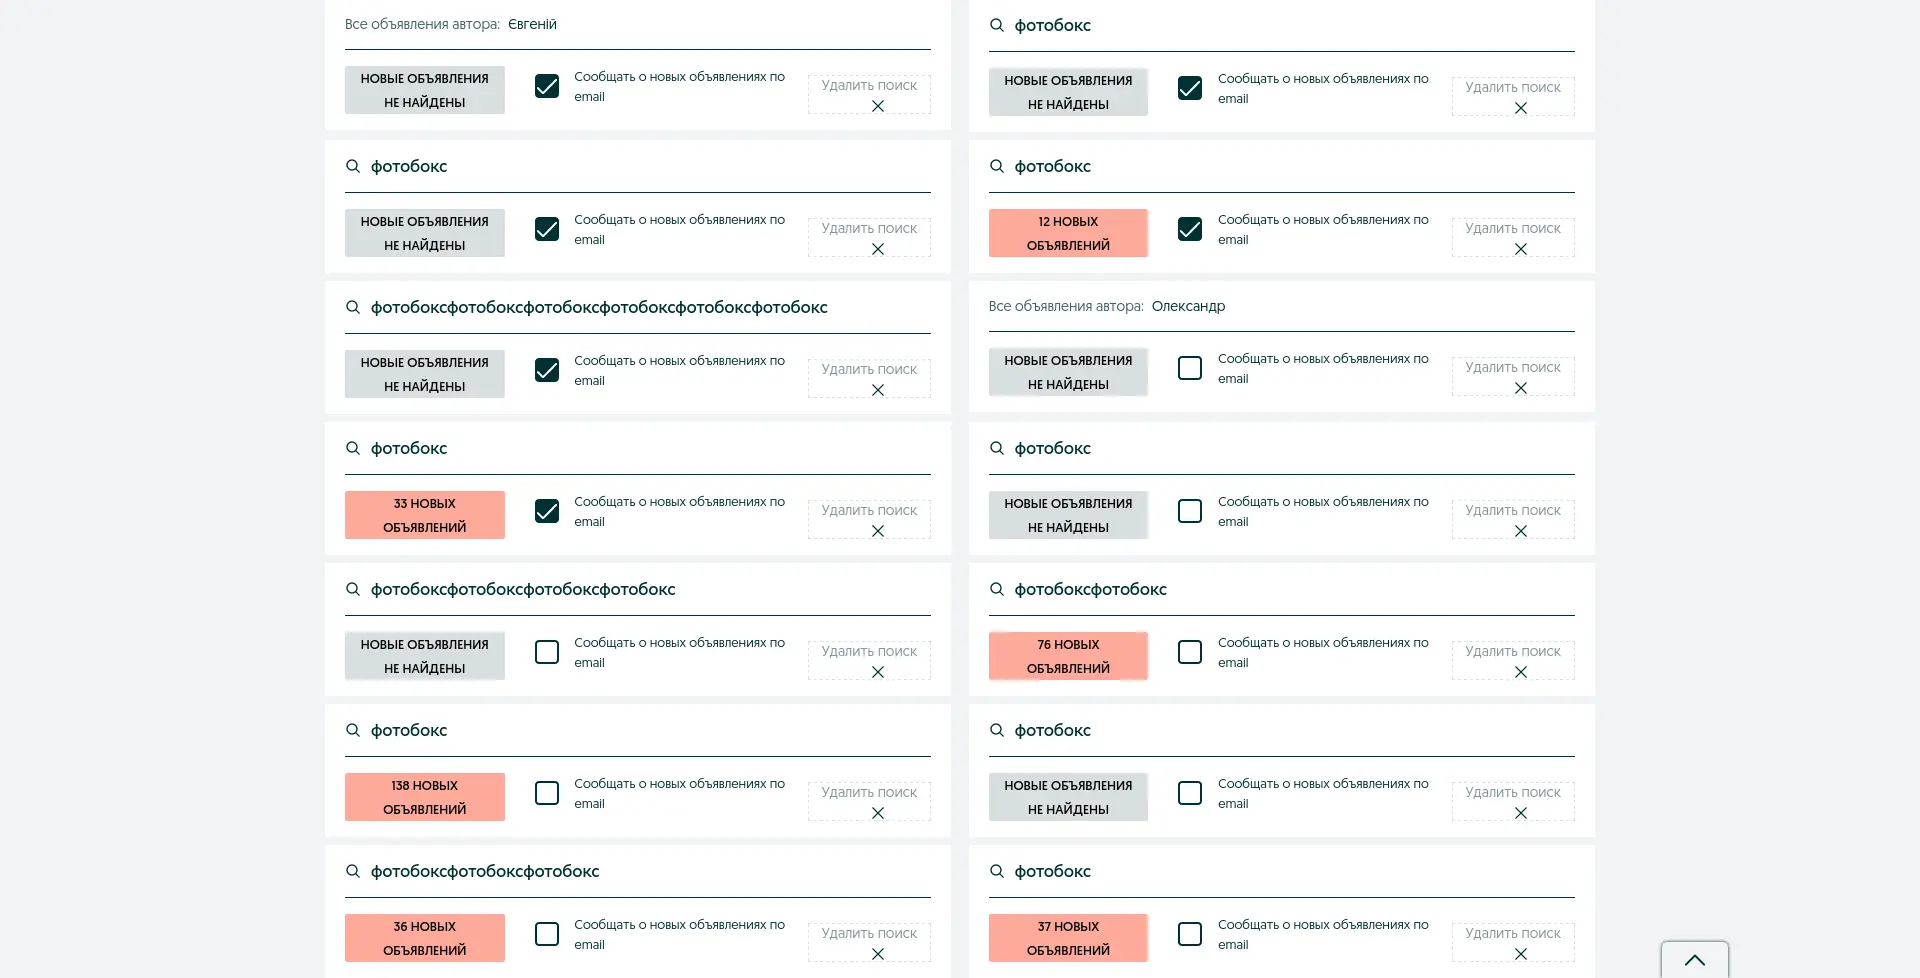 Все объявления автора: Євгеній
НОВЫЕ ОБЪЯВЛЕНИЯ
НЕ НАЙДЕНЫ
Сообщать о новых объявлениях по
email
Удалить поиск
фотобокс
НОВЫЕ ОБЪЯВЛЕНИЯ
НЕ НАЙДЕНЫ
Сообщать о новых объявлениях по
email
Удалить поиск
фотобокс
НОВЫЕ ОБЪЯВЛЕНИЯ
НЕ НАЙДЕНЫ
Сообщать о новых объявлениях по
email
Удалить поиск
фотобокс
12 НОВЫХ
ОБЪЯВЛЕНИЙ
Сообщать о новых объявлениях по
email
Удалить поиск
фотобоксфотобоксфотобоксфотобоксфотобоксфотобокс
НОВЫЕ ОБЪЯВЛЕНИЯ
НЕ НАЙДЕНЫ
Сообщать о новых объявлениях по
email
Удалить поиск
Все объявления автора: Олександр
НОВЫЕ ОБЪЯВЛЕНИЯ
НЕ НАЙДЕНЫ
Сообщать о новых объявлениях по
email
Удалить поиск
фотобокс
33 НОВЫХ
ОБЪЯВЛЕНИЙ
Сообщать о новых объявлениях по
email
Удалить поиск
фотобокс
НОВЫЕ ОБЪЯВЛЕНИЯ
НЕ НАЙДЕНЫ
Сообщать о новых объявлениях по
email
Удалить поиск
фотобоксфотобоксфотобоксфотобокс
НОВЫЕ ОБЪЯВЛЕНИЯ
НЕ НАЙДЕНЫ
Сообщать о новых объявлениях по
email
Удалить поиск
фотобоксфотобокс
76 НОВЫХ
ОБЪЯВЛЕНИЙ
Сообщать о новых объявлениях по
email
Удалить поиск
фотобокс
138 НОВЫХ
ОБЪЯВЛЕНИЙ
Сообщать о новых объявлениях по
email
Удалить поиск
фотобокс
НОВЫЕ ОБЪЯВЛЕНИЯ
НЕ НАЙДЕНЫ
Сообщать о новых объявлениях по
email
Удалить поиск
фотобоксфотобоксфотобокс
36 НОВЫХ
ОБЪЯВЛЕНИЙ
Сообщать о новых объявлениях по
email
Удалить поиск
фотобокс
37 НОВЫХ
ОБЪЯВЛЕНИЙ
Сообщать о новых объявлениях по
email
Удалить поиск